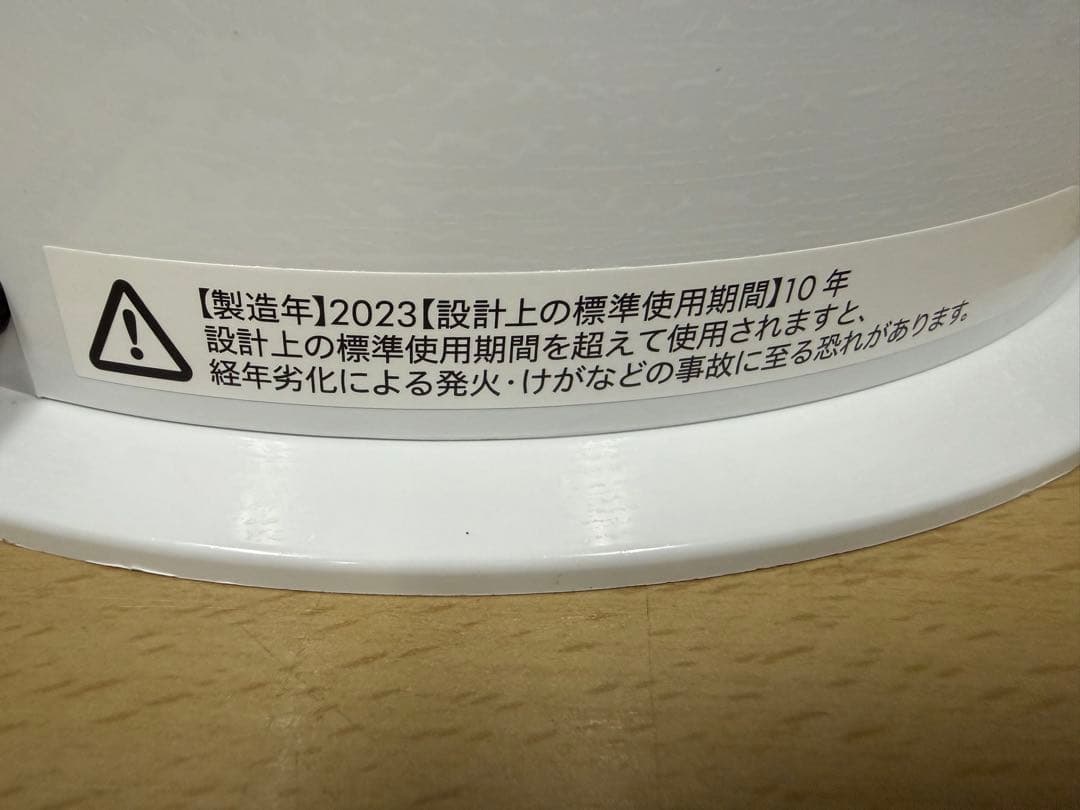 【製造年】2023【設計上の標準使用期間】10年
設計上の標準使用期間を超えて使用されますと、
経年劣化による発火・けがなどの事故に至る恐れがあります。